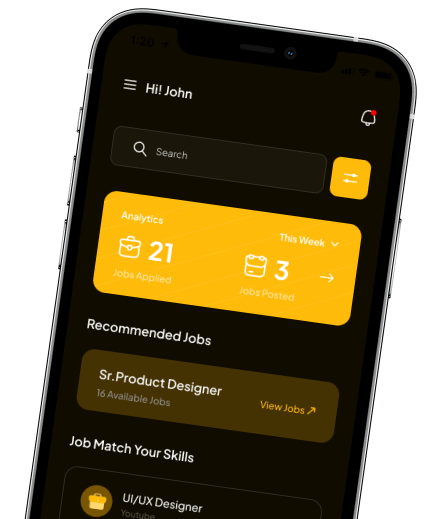 1:20
Hi! John
Search
Analytics
This Week
21
3
Jobs Applied
Jobs Posted
Recommended Jobs
Sr.Product Designer
16 Available Jobs
View Jobs
Job Match Your Skills
UI/UX Designer
Youtube